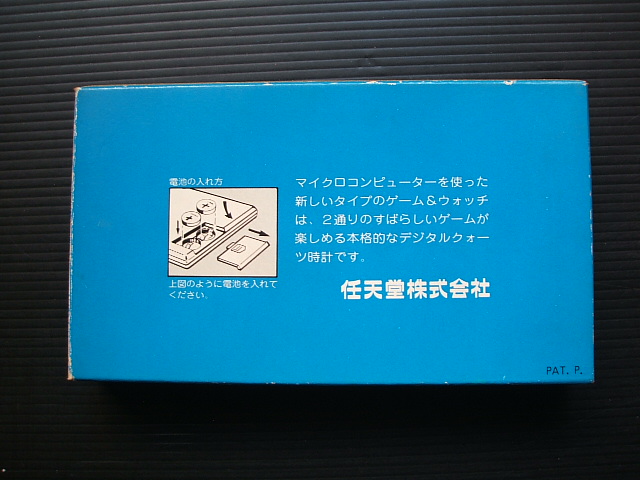 電池の入れ方
上図のように電池を入れて
ください。
マイクロコンピューターを使った
新しいタイプのゲーム&ウォッチ
は、2通りのすばらしいゲームが
楽しめる本格的なデジタルクォー
ツ時計です。
任天堂株式会社
PAT. P.